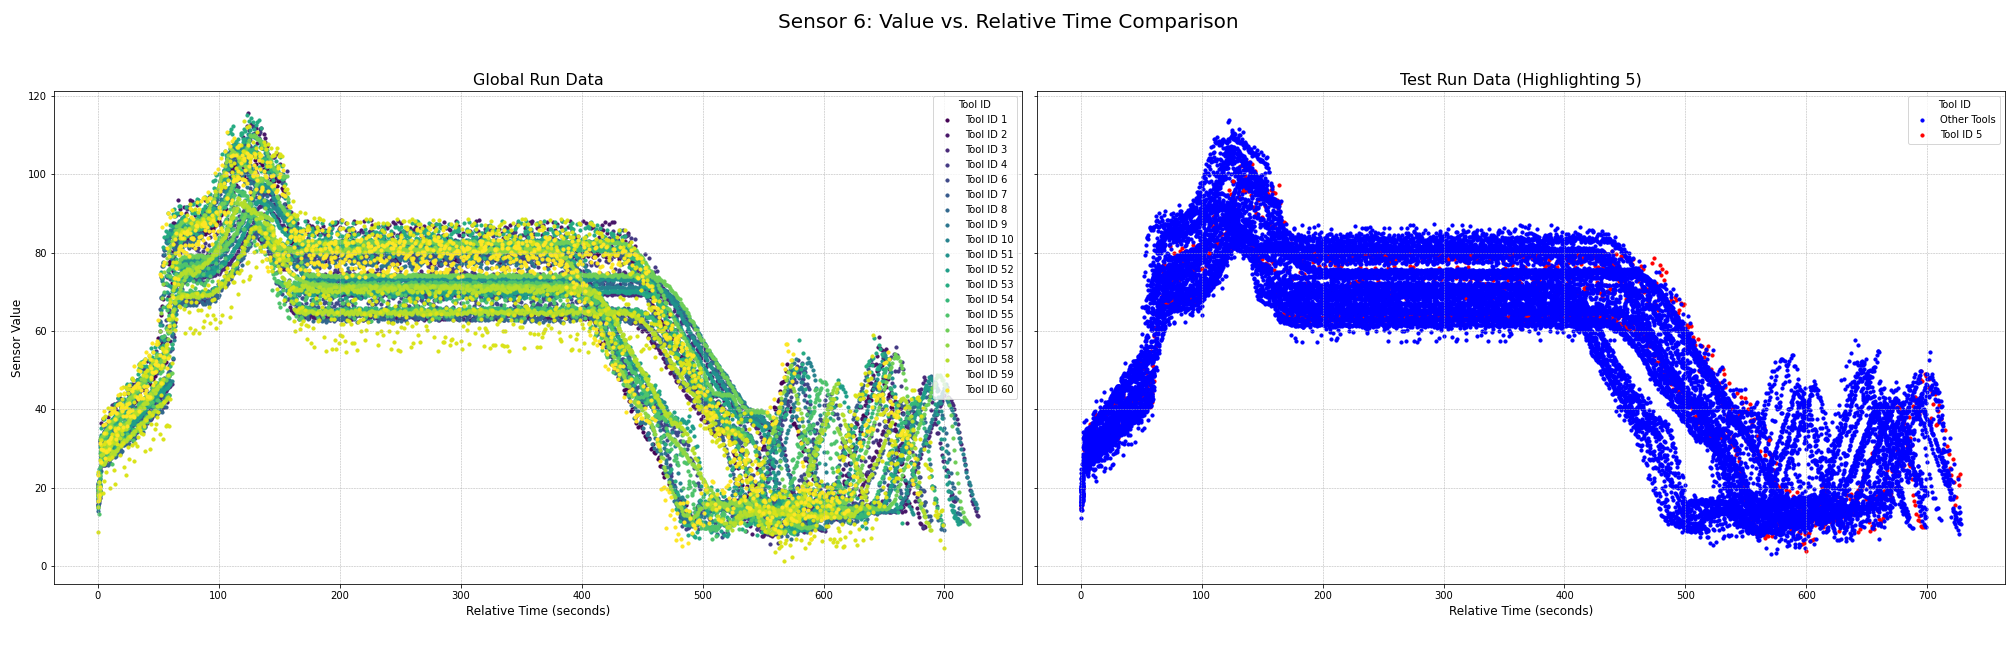 Sensor 6: Value vs. Relative Time Comparison
Global Run Data
Sensor Value
120
100
80
60
40
20
0
0
100
200
300
400
500
600
700
Relative Time (seconds)
Tool ID
Tool ID 1
Tool ID 2
Tool ID 3
Tool ID 4
Tool ID 6
Tool ID 7
Tool ID 8
Tool ID 9
Tool ID 10
Tool ID 51
Tool ID 52
Tool ID 53
Tool ID 54
Tool ID 55
Tool ID 56
Tool ID 57
Tool ID 58
Tool ID 59
Tool ID 60
Test Run Data (Highlighting 5)
Tool ID
Other Tools
Tool ID 5
0
100
200
300
400
500
600
700
Relative Time (seconds)